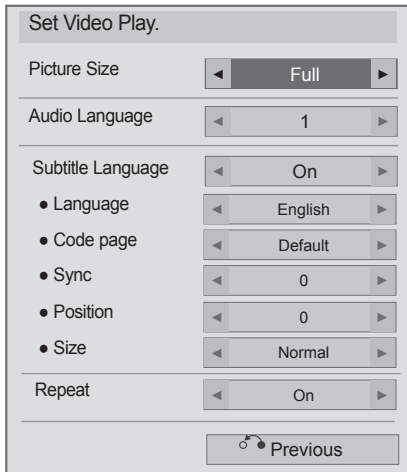 Set Video Play.
Picture Size ◄ Full ►
Audio Language ◄ 1 ►
Subtitle Language ◄ On ►
● Language ◄ English ►
● Code page ◄ Default ►
● Sync ◄ 0 ►
● Position ◄ 0 ►
● Size ◄ Normal ►
Repeat ◄ On ►
Previous